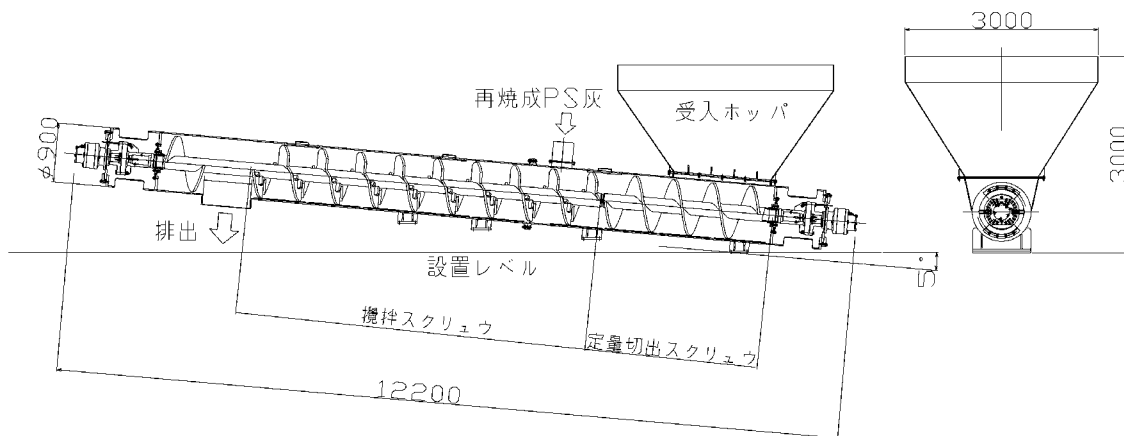 3000
再焼成PS灰
受入ホッパ
φ900
3000
排出
設置レベル
5°
攪拌スクリュウ
定量切出スクリュウ
12200